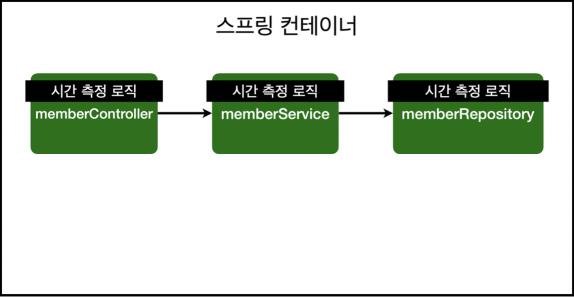 스프링 컨테이너
시간 측정 로직
memberController
시간 측정 로직
memberService
시간 측정 로직
memberRepository